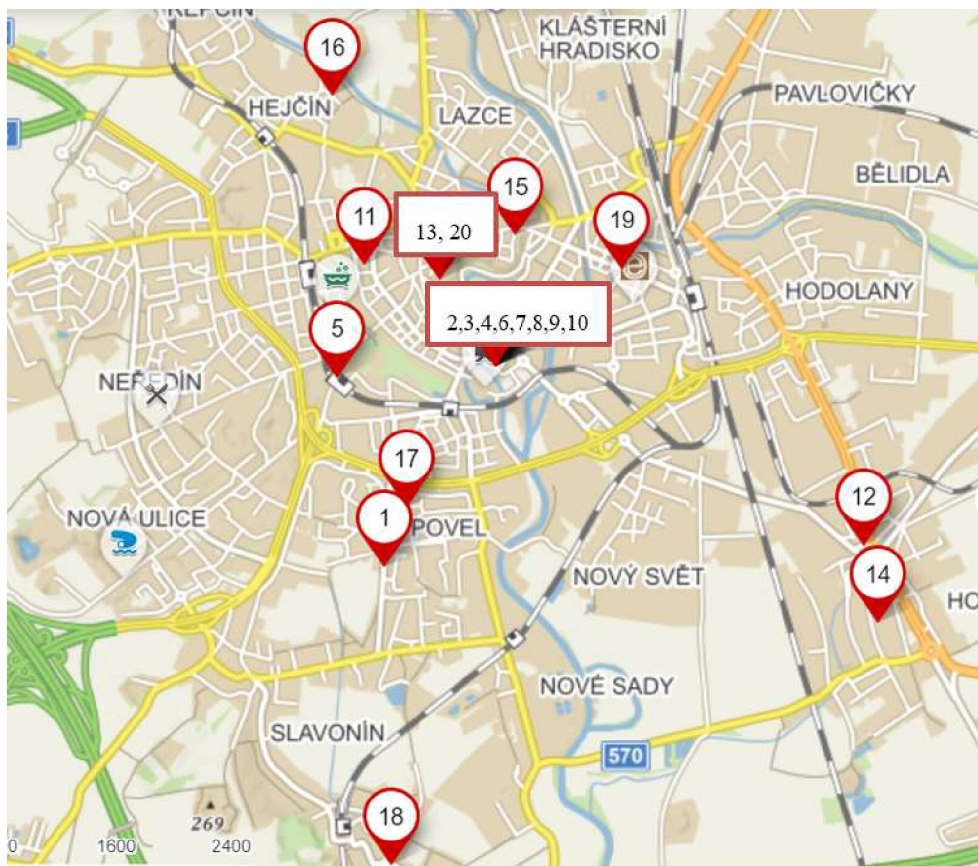 ŘEPČÍN
KLÁŠTERNÍ
HRADISKO
16
PAVLOVIČKY
HEJČÍN
LAZCE
BĚLIDLA
15
11
19
13, 20
HODOLANY
2,3,4,6,7,8,9,10
5
NEŘEDÍN
17
12
1
NOVÁ ULICE
POVEL
14
NOVÝ SVĚT
HO
NOVÉ SADY
SLAVONÍN
570
18
269
0
1600
2400